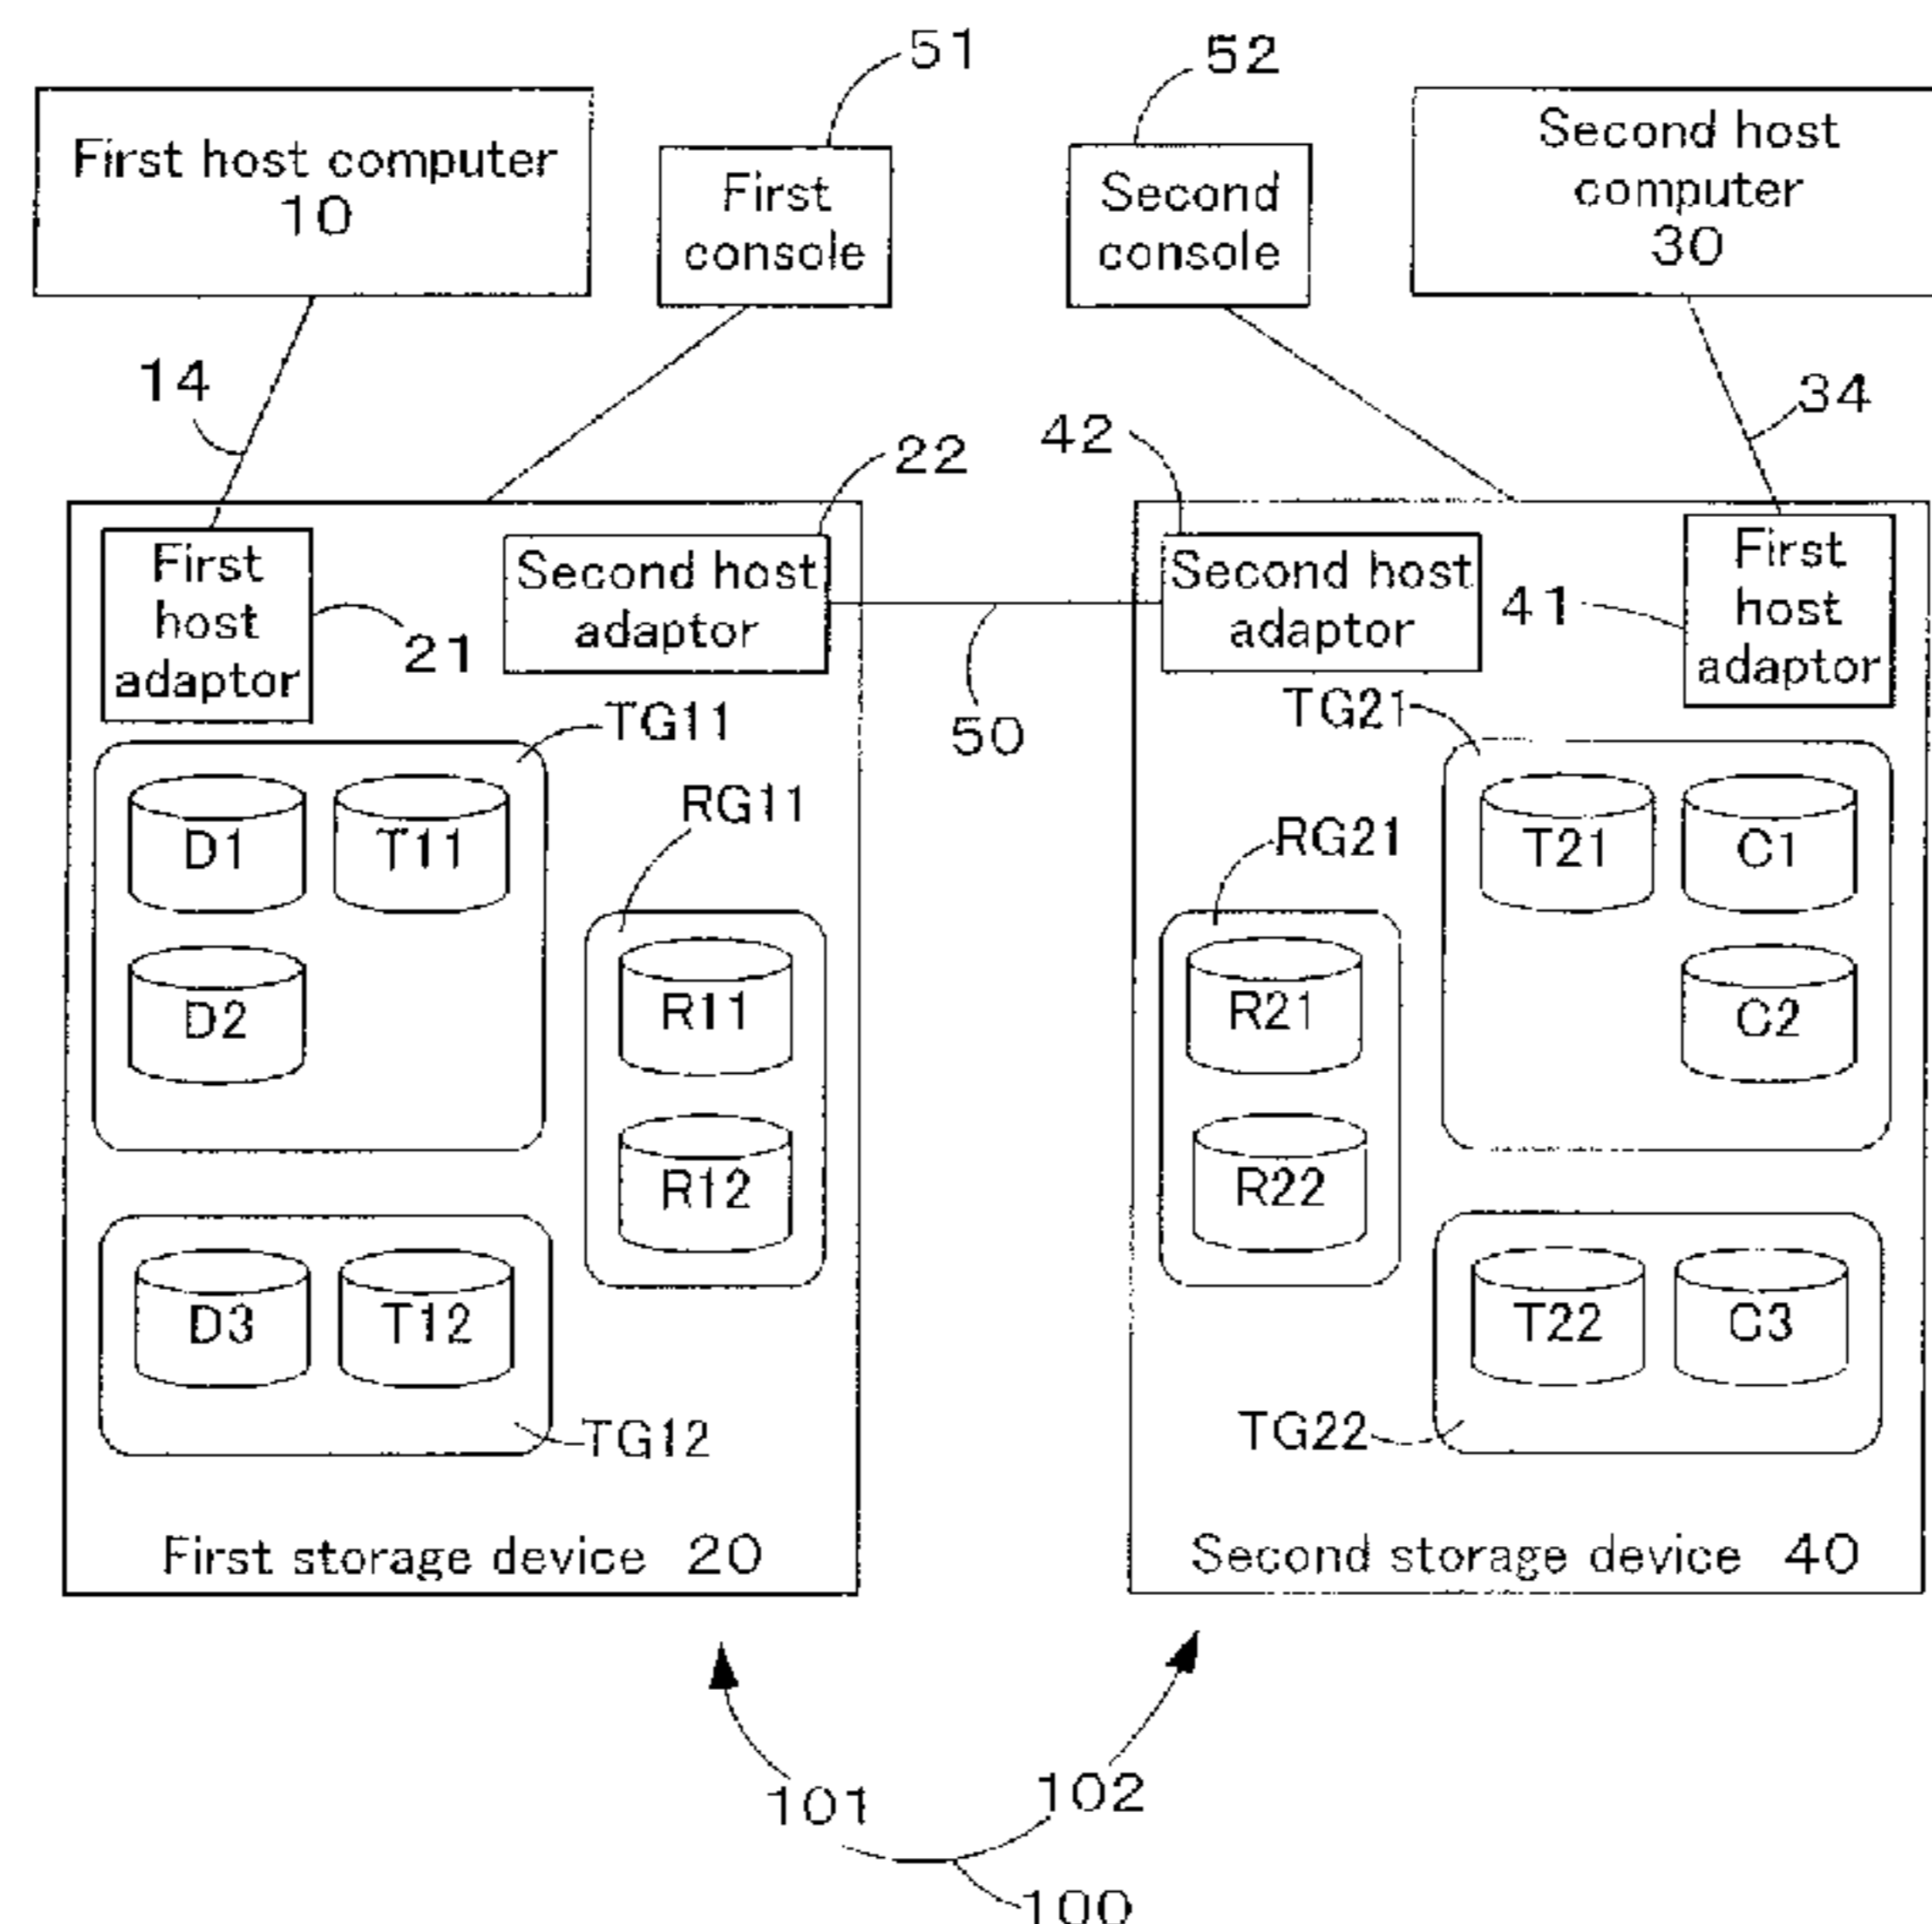 51
52
First host computer
10
First
console
Second
console
Second host
computer
30
14
34
22
42
First
host
adaptor
21
Second host
adaptor
50
Second host
adaptor
41
First
host
adaptor
TG11
TG21
RG11
RG21
D1
T11
T21
C1
D2
R11
R21
C2
R12
R22
D3
T12
T22
C3
TG12
TG22
First storage device 20
Second storage device 40
101
102
100